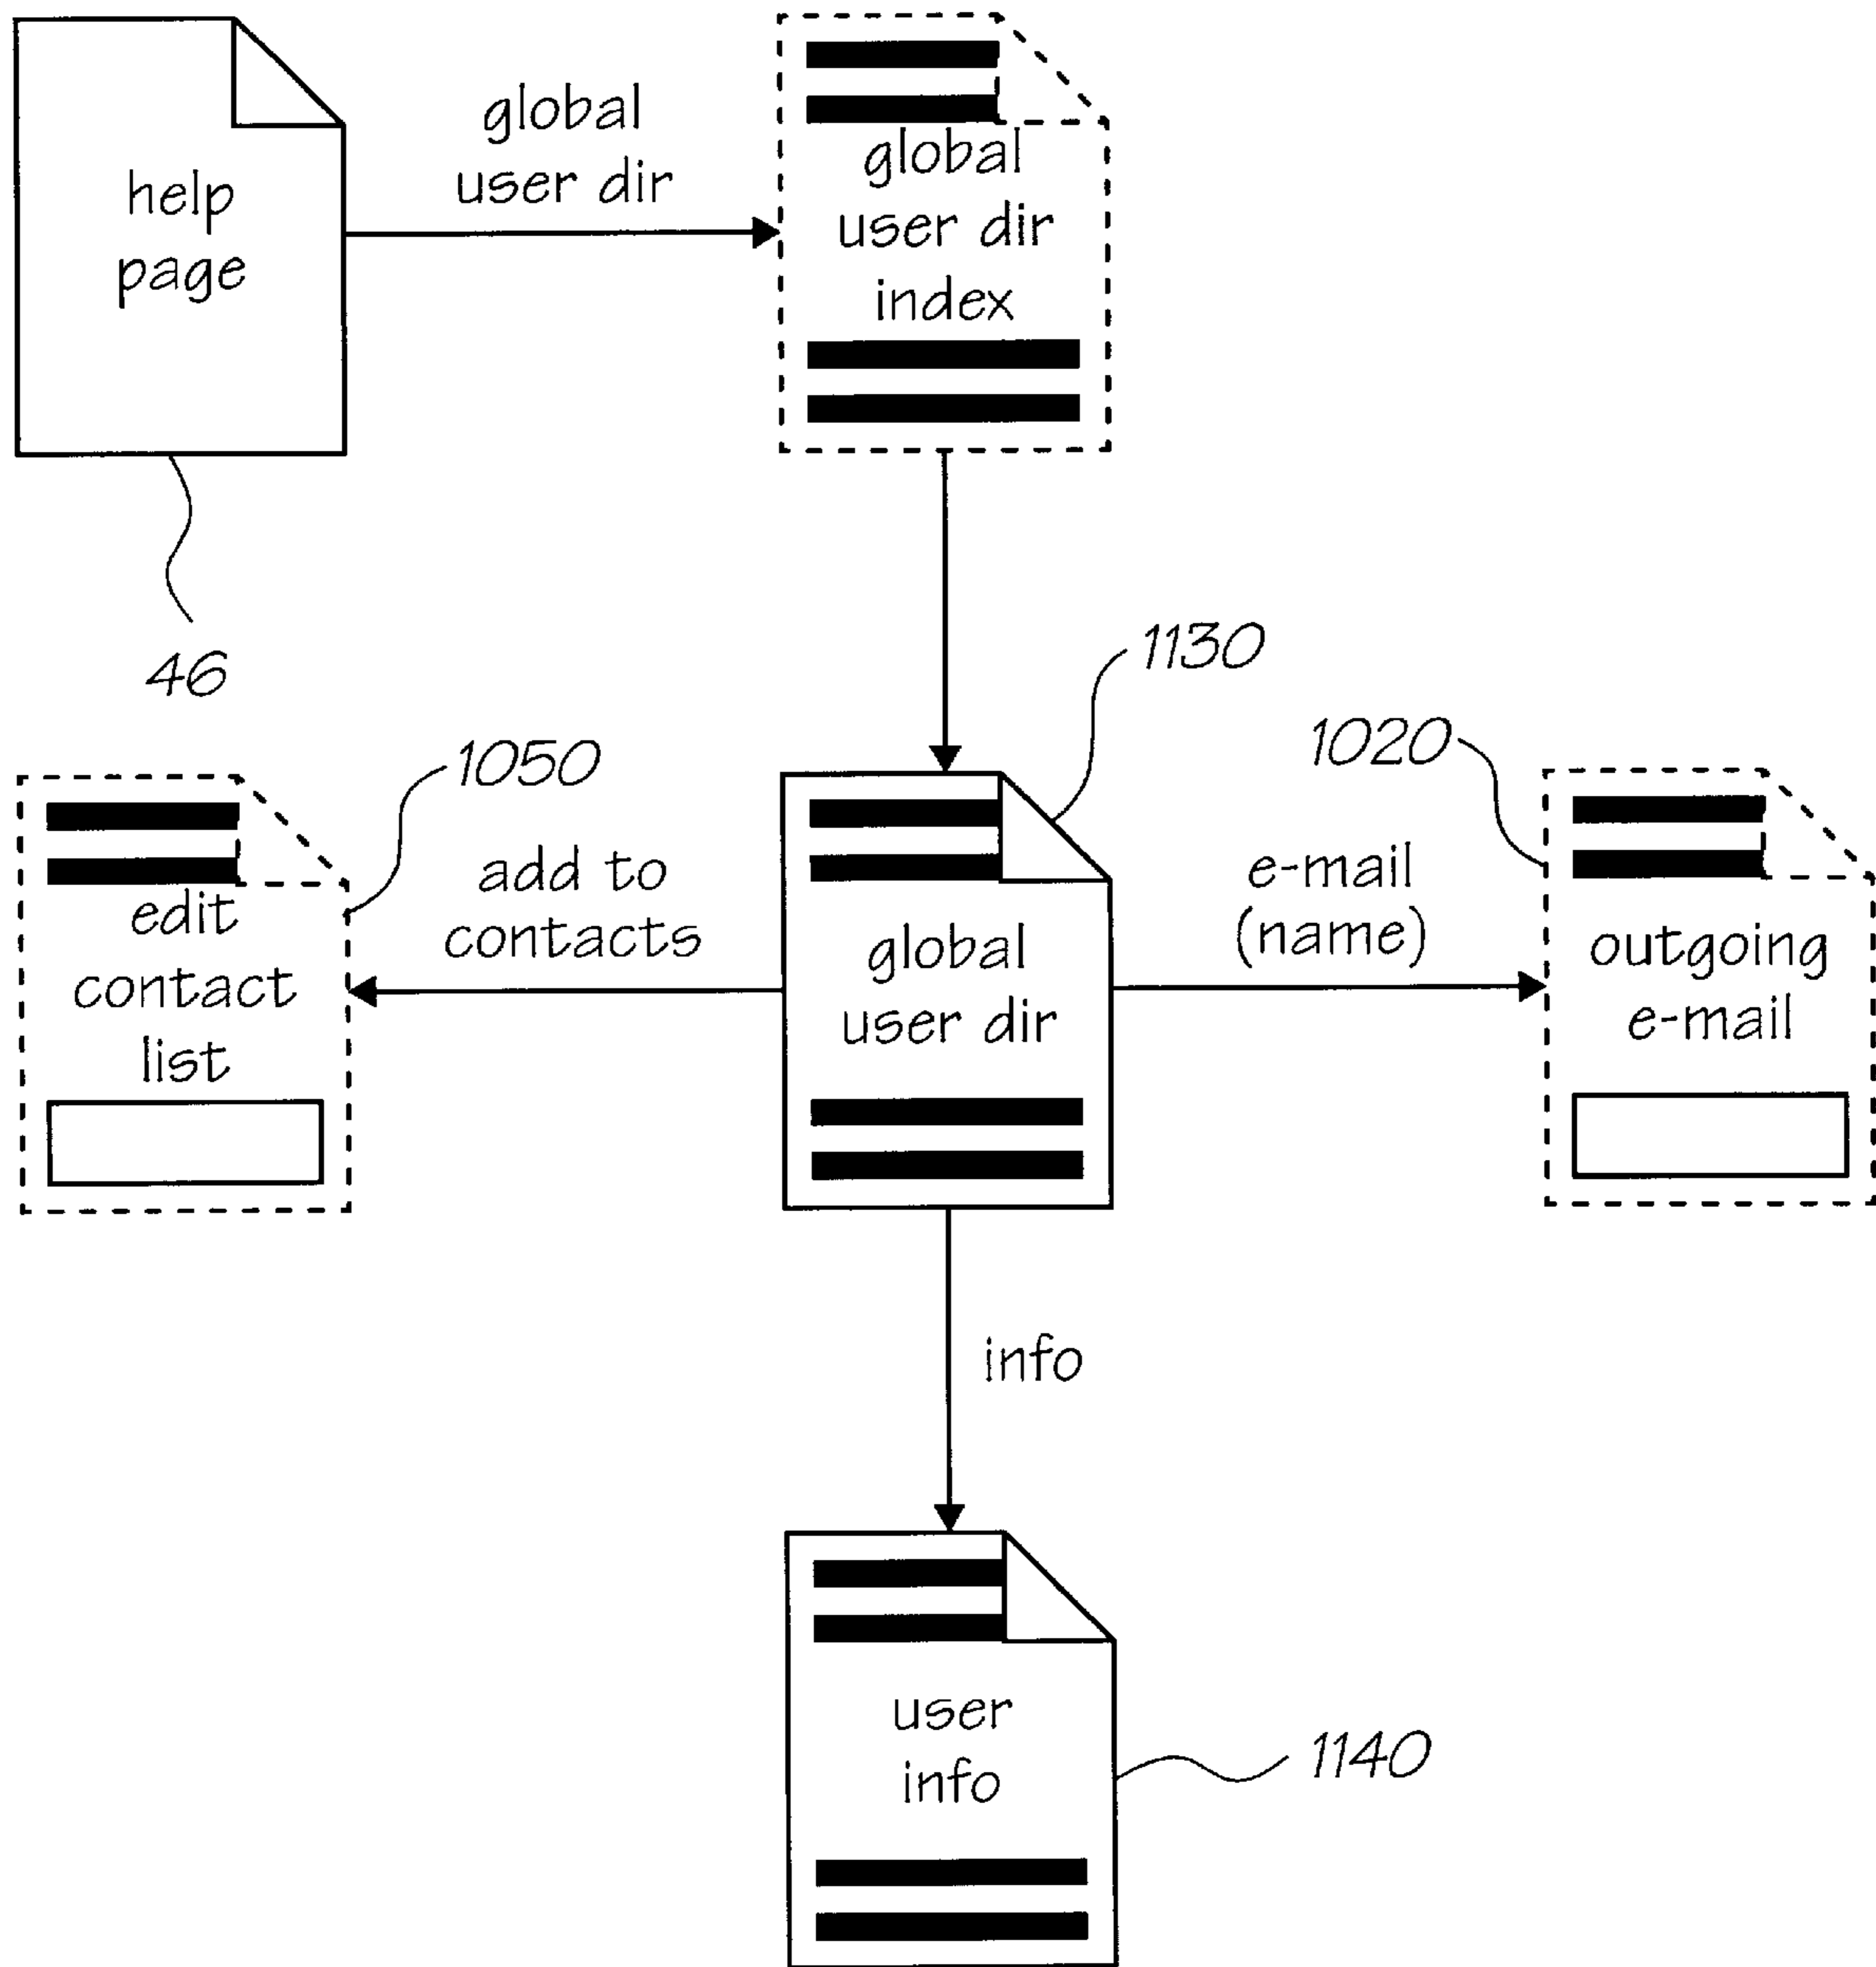 help
page
global
user dir
global
user dir
index
46
1130
1050
add to
contacts
edit
contact
list
global
user dir
e-mail
(name)
1020
outgoing
e-mail
info
user
info
1140